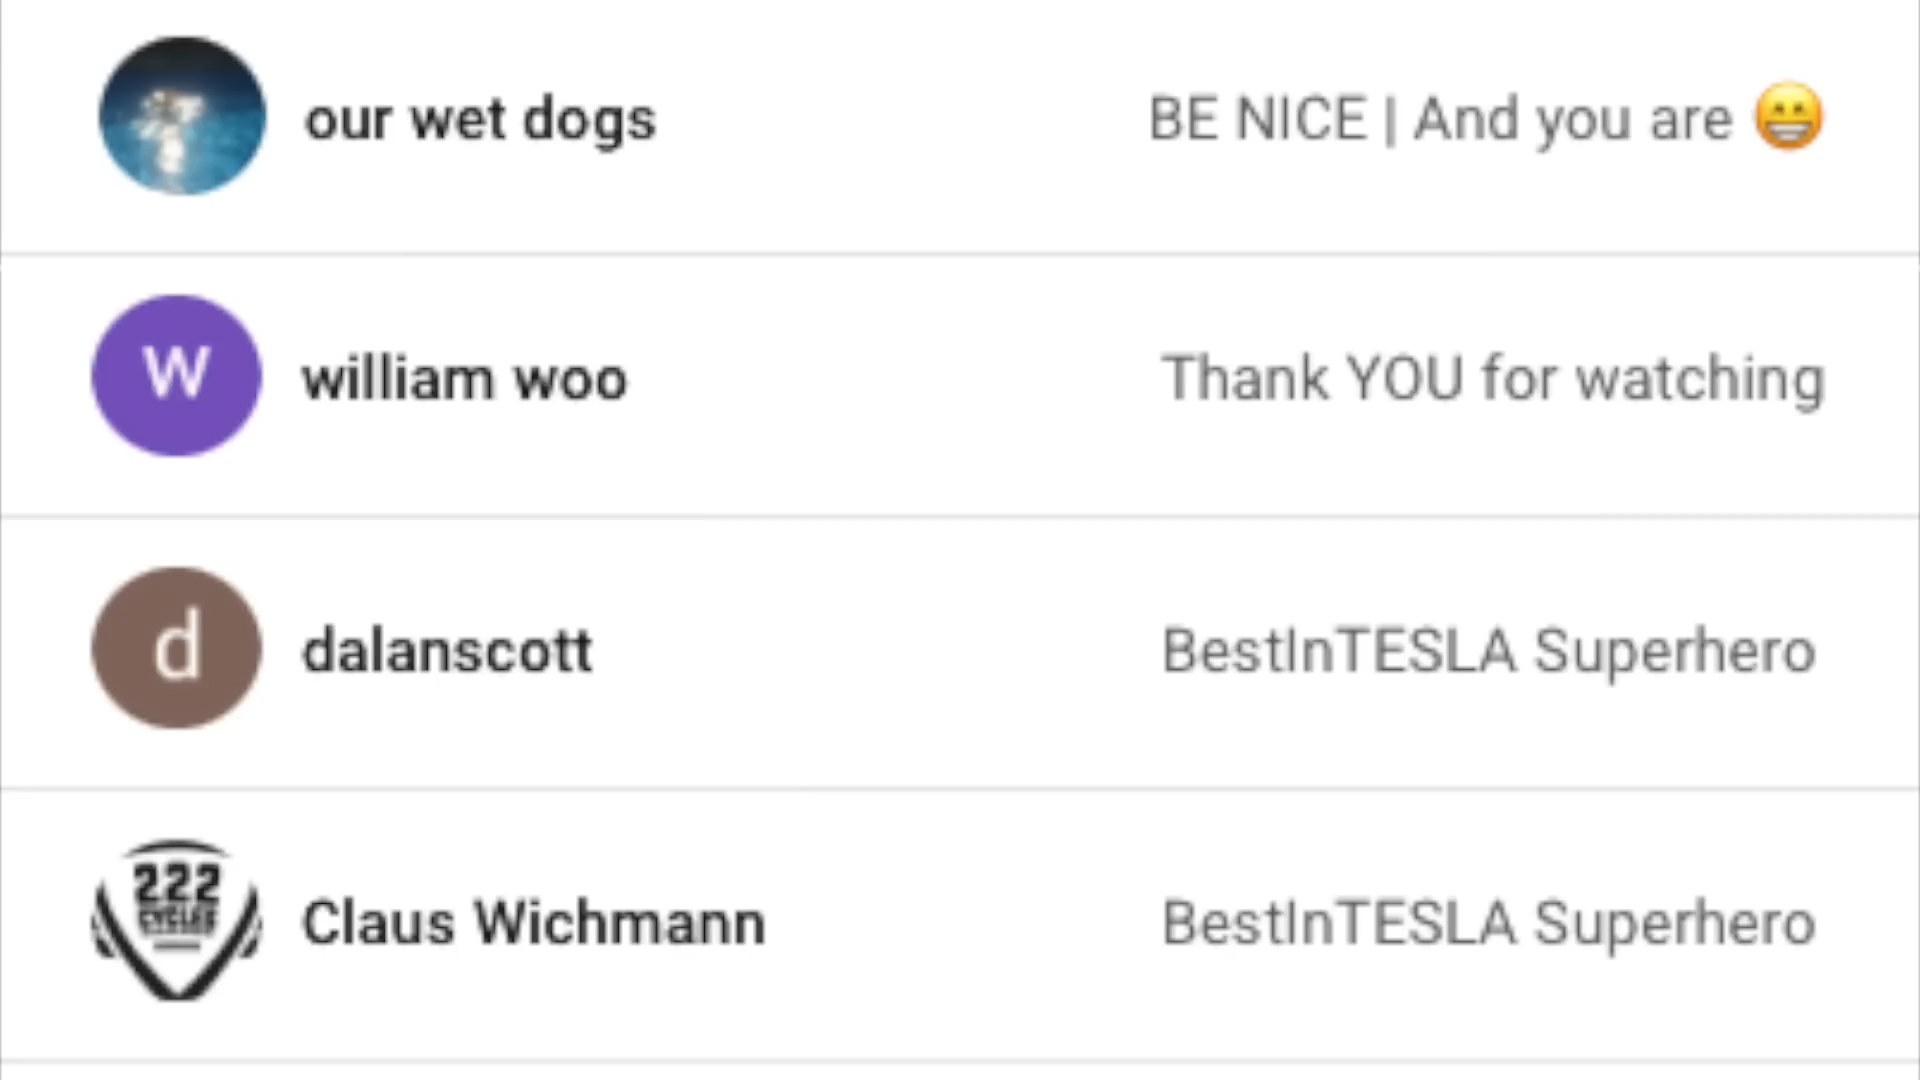 our wet dogs BE NICE | And you are 😁
W
william woo Thank YOU for watching
d
dalanscott BestInTESLA Superhero
222
CYCLES
Claus Wichmann BestInTESLA Superhero